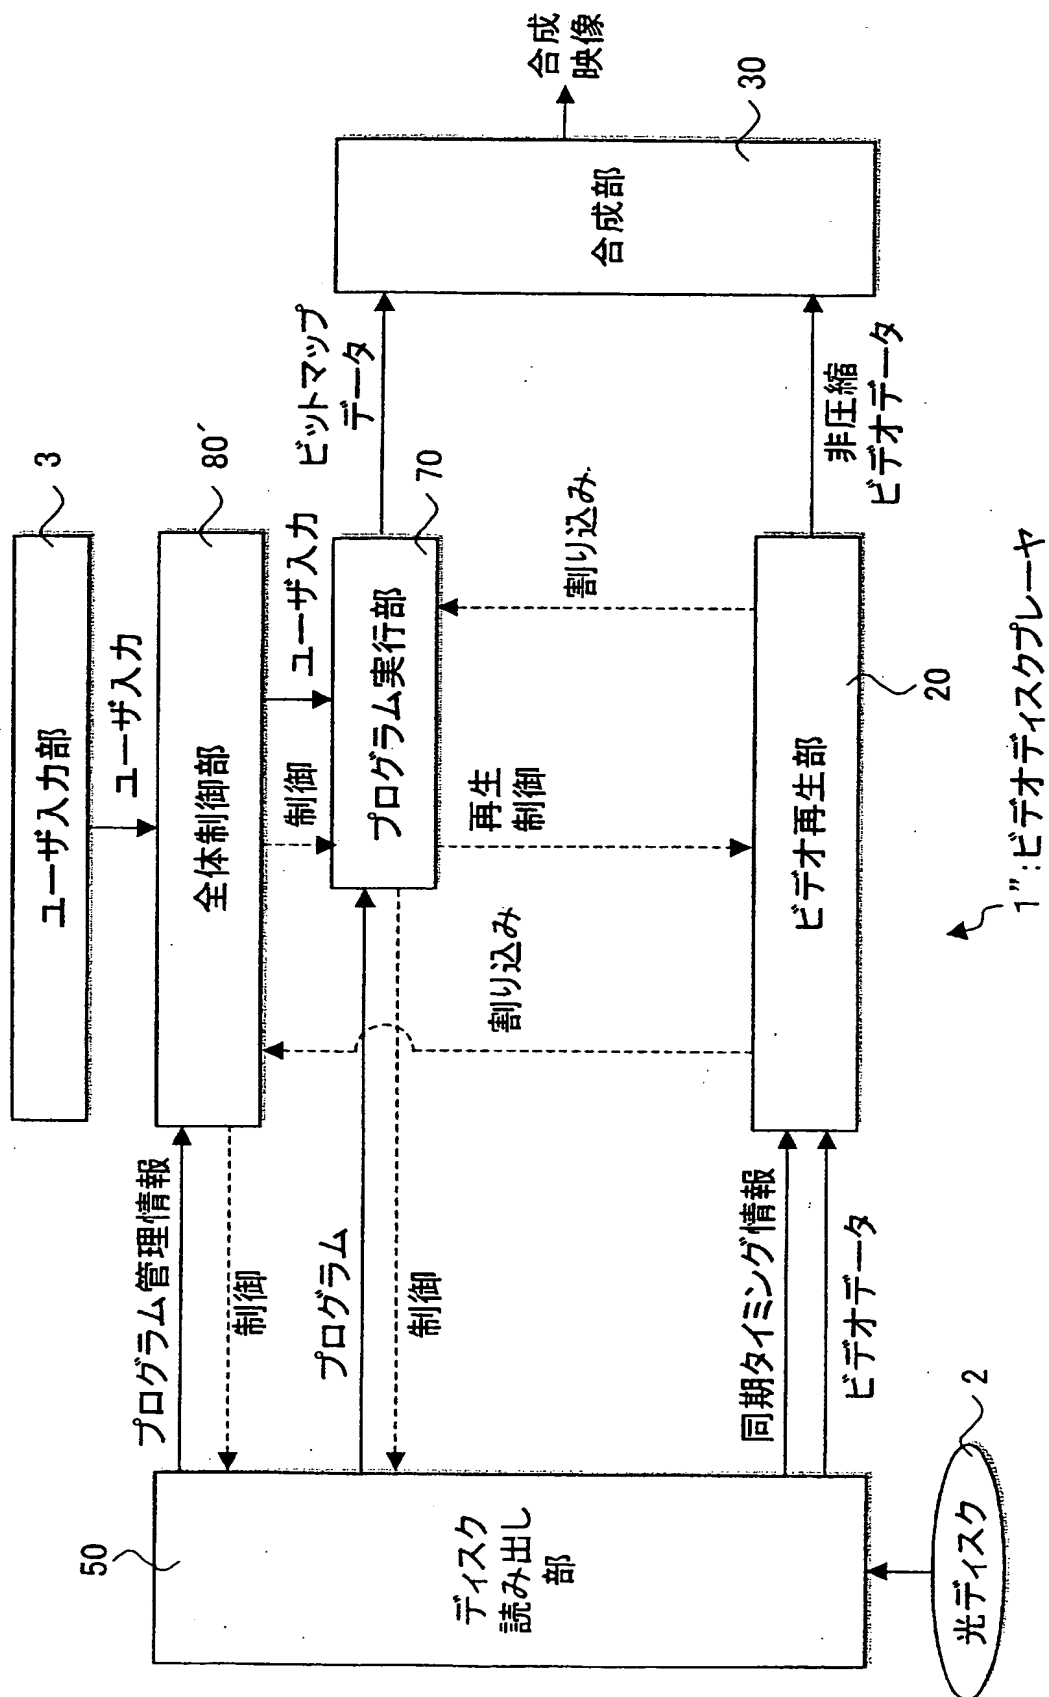 3
ユーザ入力部
ユーザ入力
80´
全体制御部
プログラム管理情報
制御
制御
ユーザ入力
70
プログラム実行部
プログラム
制御
ビットマップ
データ
再生
制御
割り込み
割り込み
50
ディスク
読み出し
部
同期タイミング情報
ビデオデータ
ビデオ再生部
20
非圧縮
ビデオデータ
合成部
30
合成
映像
光ディスク
2
1”:ビデオディスクプレーヤ